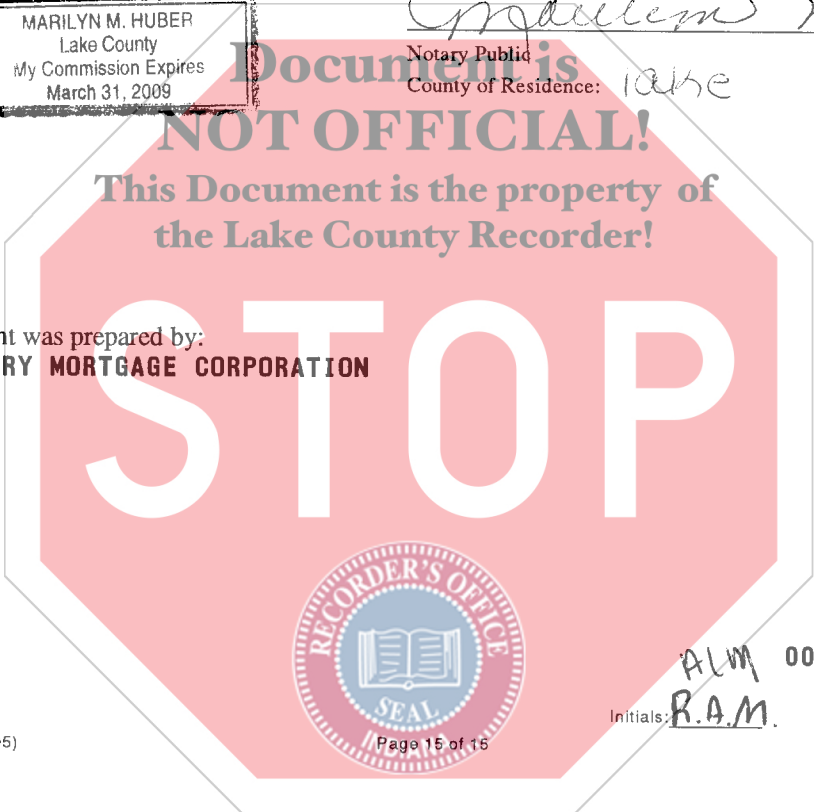 MARILYN M. HUBER
Lake County
My Commission Expires
March 31, 2009
Notary Public
County of Residence: lake
Document is
NOT OFFICIAL!
This Document is the property of
the Lake County Recorder!
nt was prepared by:
RY MORTGAGE CORPORATION
STOP
RECORDER'S OFFICE
SEAL
INDIANA
ALM 00
Initials: R.A.M.
-5)
Page 15 of 15